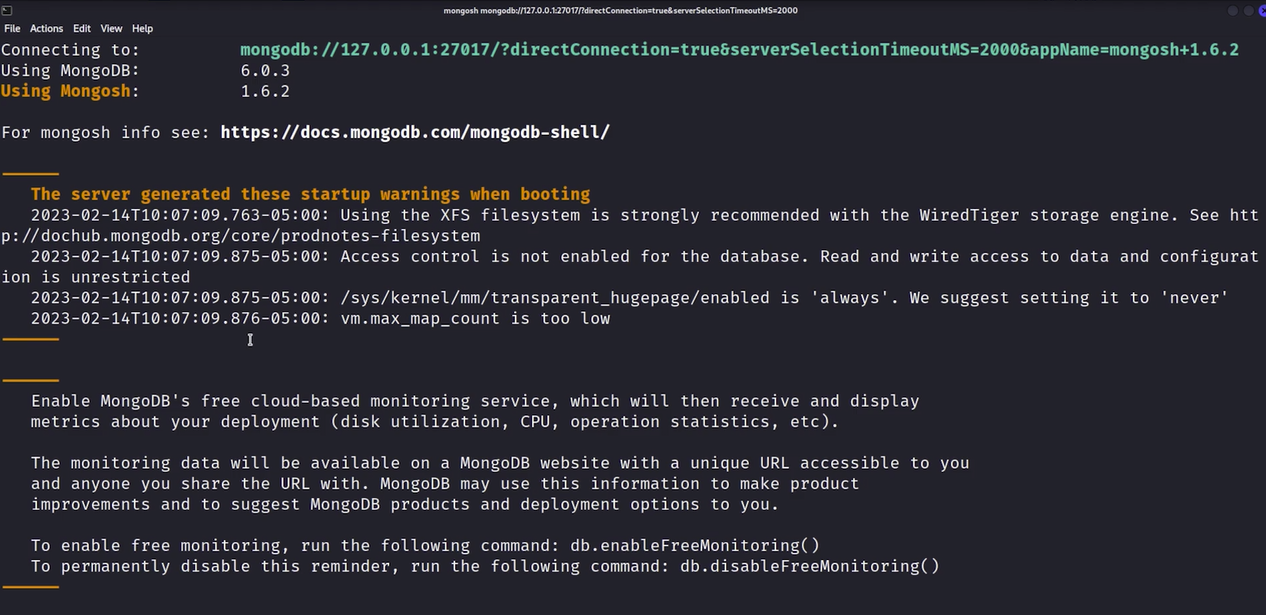 mongosh mongodb://127.0.0.1:27017/?directConnection=true&serverSelectionTimeoutMS=2000
File Actions Edit View Help
Connecting to: mongodb://127.0.0.1:27017/?directConnection=true&serverSelectionTimeoutMS=2000&appName=mongosh+1.6.2
Using MongoDB: 6.0.3
Using Mongosh: 1.6.2
For mongosh info see: https://docs.mongodb.com/mongodb-shell/
The server generated these startup warnings when booting
2023-02-14T10:07:09.763-05:00: Using the XFS filesystem is strongly recommended with the WiredTiger storage engine. See htt
p://dochub.mongodb.org/core/prodnotes-filesystem
2023-02-14T10:07:09.875-05:00: Access control is not enabled for the database. Read and write access to data and configurat
ion is unrestricted
2023-02-14T10:07:09.875-05:00: /sys/kernel/mm/transparent_hugepage/enabled is 'always'. We suggest setting it to 'never'
2023-02-14T10:07:09.876-05:00: vm.max_map_count is too low
Enable MongoDB's free cloud-based monitoring service, which will then receive and display
metrics about your deployment (disk utilization, CPU, operation statistics, etc).
The monitoring data will be available on a MongoDB website with a unique URL accessible to you
and anyone you share the URL with. MongoDB may use this information to make product
improvements and to suggest MongoDB products and deployment options to you.
To enable free monitoring, run the following command: db.enableFreeMonitoring()
To permanently disable this reminder, run the following command: db.disableFreeMonitoring()